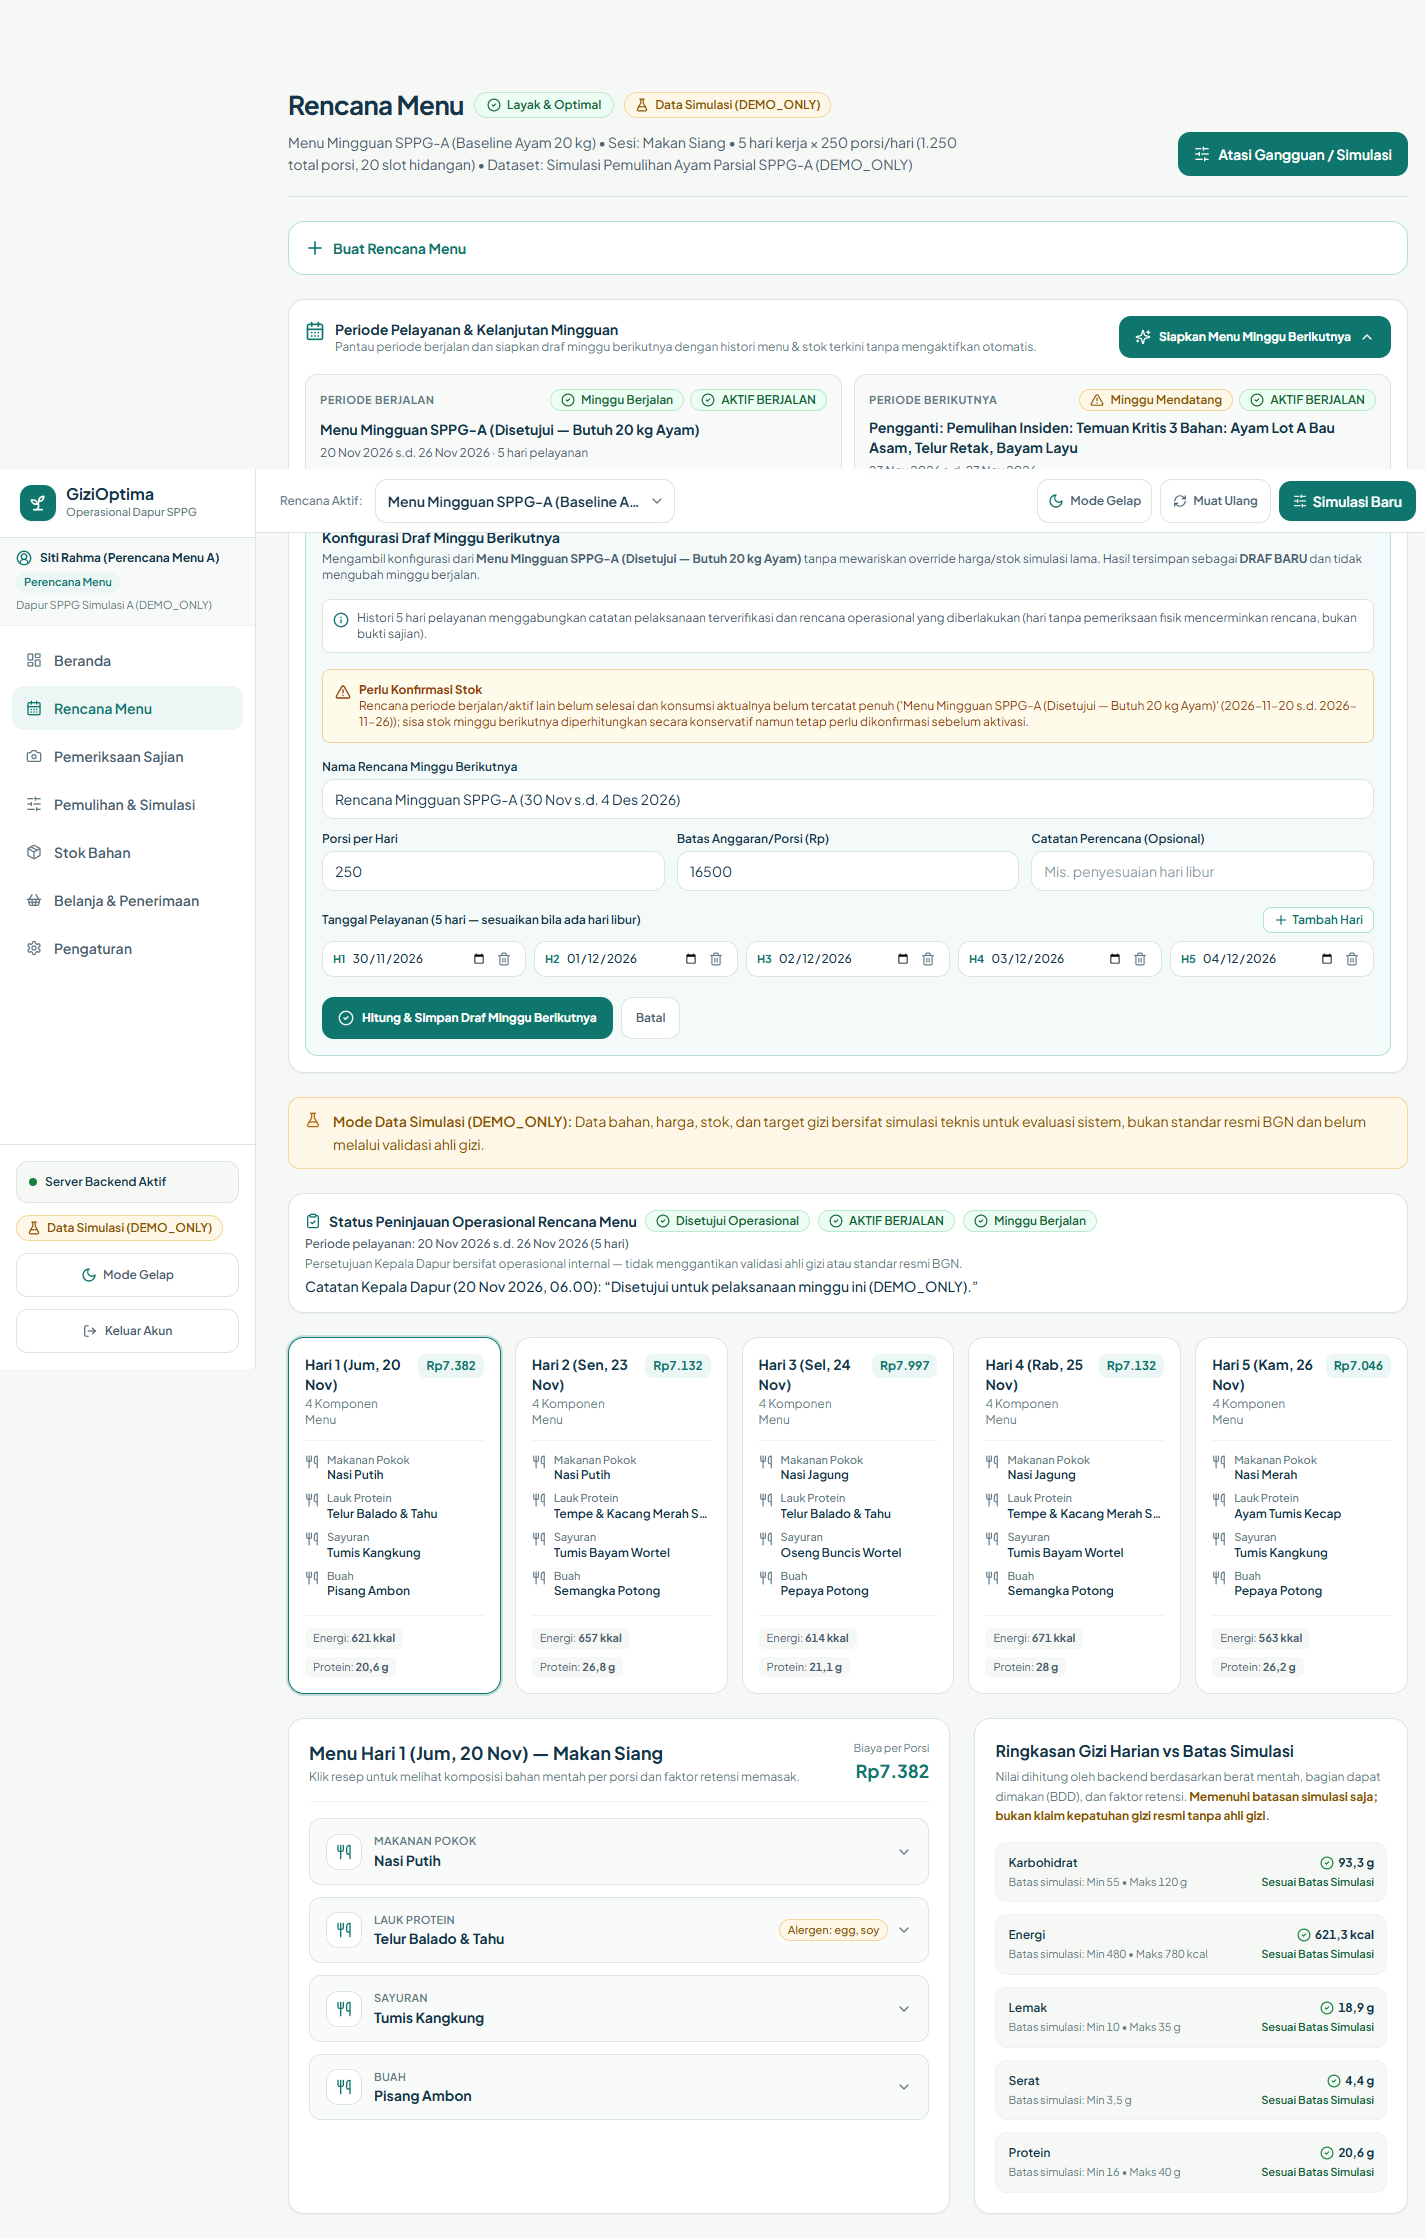 Rencana Menu
Layak & Optimal
Data Simulasi (DEMO_ONLY)
Menu Mingguan SPPG-A (Baseline Ayam 20 kg) • Sesi: Makan Siang • 5 hari kerja × 250 porsi/hari (1.250
total porsi, 20 slot hidangan) • Dataset: Simulasi Pemulihan Ayam Parsial SPPG-A (DEMO_ONLY)
Atasi Gangguan / Simulasi
Buat Rencana Menu
Periode Pelayanan & Kelanjutan Mingguan
Pantau periode berjalan dan siapkan draf minggu berikutnya dengan histori menu & stok terkini tanpa mengaktifkan otomatis.
Siapkan Menu Minggu Berikutnya
PERIODE BERJALAN
Minggu Berjalan
AKTIF BERJALAN
Menu Mingguan SPPG-A (Disetujui — Butuh 20 kg Ayam)
20 Nov 2026 s.d. 26 Nov 2026 · 5 hari pelayanan
PERIODE BERIKUTNYA
Minggu Mendatang
AKTIF BERJALAN
Pengganti: Pemulihan Insiden: Temuan Kritis 3 Bahan: Ayam Lot A Bau
Asam, Telur Retak, Bayam Layu
GiziOptima
Operasional Dapur SPPG
Rencana Aktif:
Menu Mingguan SPPG-A (Baseline A...
Mode Gelap
Muat Ulang
Simulasi Baru
Siti Rahma (Perencana Menu A)
Perencana Menu
Dapur SPPG Simulasi A (DEMO_ONLY)
Beranda
Rencana Menu
Pemeriksaan Sajian
Pemulihan & Simulasi
Stok Bahan
Belanja & Penerimaan
Pengaturan
Server Backend Aktif
Data Simulasi (DEMO_ONLY)
Mode Gelap
Keluar Akun
Konfigurasi Draf Minggu Berikutnya
Mengambil konfigurasi dari Menu Mingguan SPPG-A (Disetujui — Butuh 20 kg Ayam) tanpa mewariskan override harga/stok simulasi lama. Hasil tersimpan sebagai DRAF BARU dan tidak
mengubah minggu berjalan.
Histori 5 hari pelayanan menggabungkan catatan pelaksanaan terverifikasi dan rencana operasional yang diberlakukan (hari tanpa pemeriksaan fisik mencerminkan rencana, bukan
bukti sajian).
Perlu Konfirmasi Stok
Rencana periode berjalan/aktif lain belum selesai dan konsumsi aktualnya belum tercatat penuh ('Menu Mingguan SPPG-A (Disetujui — Butuh 20 kg Ayam)' (2026-11-20 s.d. 2026-
11-26)); sisa stok minggu berikutnya diperhitungkan secara konservatif namun tetap perlu dikonfirmasi sebelum aktivasi.
Nama Rencana Minggu Berikutnya
Rencana Mingguan SPPG-A (30 Nov s.d. 4 Des 2026)
Porsi per Hari
250
Batas Anggaran/Porsi (Rp)
16500
Catatan Perencana (Opsional)
Mis. penyesuaian hari libur
Tanggal Pelayanan (5 hari — sesuaikan bila ada hari libur)
Tambah Hari
H1 30/11/2026
H2 01/12/2026
H3 02/12/2026
H4 03/12/2026
H5 04/12/2026
Hitung & Simpan Draf Minggu Berikutnya
Batal
Mode Data Simulasi (DEMO_ONLY): Data bahan, harga, stok, dan target gizi bersifat simulasi teknis untuk evaluasi sistem, bukan standar resmi BGN dan belum
melalui validasi ahli gizi.
Status Peninjauan Operasional Rencana Menu
Disetujui Operasional
AKTIF BERJALAN
Minggu Berjalan
Periode pelayanan: 20 Nov 2026 s.d. 26 Nov 2026 (5 hari)
Persetujuan Kepala Dapur bersifat operasional internal — tidak menggantikan validasi ahli gizi atau standar resmi BGN.
Catatan Kepala Dapur (20 Nov 2026, 06.00): “Disetujui untuk pelaksanaan minggu ini (DEMO_ONLY).”
Hari 1 (Jum, 20
Nov)
Rp7.382
4 Komponen
Menu
Makanan Pokok
Nasi Putih
Lauk Protein
Telur Balado & Tahu
Sayuran
Tumis Kangkung
Buah
Pisang Ambon
Energi: 621 kkal
Protein: 20,6 g
Hari 2 (Sen, 23
Nov)
Rp7.132
4 Komponen
Menu
Makanan Pokok
Nasi Putih
Lauk Protein
Tempe & Kacang Merah S...
Sayuran
Tumis Bayam Wortel
Buah
Semangka Potong
Energi: 657 kkal
Protein: 26,8 g
Hari 3 (Sel, 24
Nov)
Rp7.997
4 Komponen
Menu
Makanan Pokok
Nasi Jagung
Lauk Protein
Telur Balado & Tahu
Sayuran
Oseng Buncis Wortel
Buah
Pepaya Potong
Energi: 614 kkal
Protein: 21,1 g
Hari 4 (Rab, 25
Nov)
Rp7.132
4 Komponen
Menu
Makanan Pokok
Nasi Jagung
Lauk Protein
Tempe & Kacang Merah S...
Sayuran
Tumis Bayam Wortel
Buah
Semangka Potong
Energi: 671 kkal
Protein: 28 g
Hari 5 (Kam, 26
Nov)
Rp7.046
4 Komponen
Menu
Makanan Pokok
Nasi Merah
Lauk Protein
Ayam Tumis Kecap
Sayuran
Tumis Kangkung
Buah
Pepaya Potong
Energi: 563 kkal
Protein: 26,2 g
Menu Hari 1 (Jum, 20 Nov) — Makan Siang
Klik resep untuk melihat komposisi bahan mentah per porsi dan faktor retensi memasak.
Biaya per Porsi
Rp7.382
MAKANAN POKOK
Nasi Putih
LAUK PROTEIN
Telur Balado & Tahu
Alergen: egg, soy
SAYURAN
Tumis Kangkung
BUAH
Pisang Ambon
Ringkasan Gizi Harian vs Batas Simulasi
Nilai dihitung oleh backend berdasarkan berat mentah, bagian dapat
dimakan (BDD), dan faktor retensi. Memenuhi batasan simulasi saja;
bukan klaim kepatuhan gizi resmi tanpa ahli gizi.
Karbohidrat
93,3 g
Batas simulasi: Min 55 • Maks 120 g
Sesuai Batas Simulasi
Energi
621,3 kcal
Batas simulasi: Min 480 • Maks 780 kcal
Sesuai Batas Simulasi
Lemak
18,9 g
Batas simulasi: Min 10 • Maks 35 g
Sesuai Batas Simulasi
Serat
4,4 g
Batas simulasi: Min 3,5 g
Sesuai Batas Simulasi
Protein
20,6 g
Batas simulasi: Min 16 • Maks 40 g
Sesuai Batas Simulasi